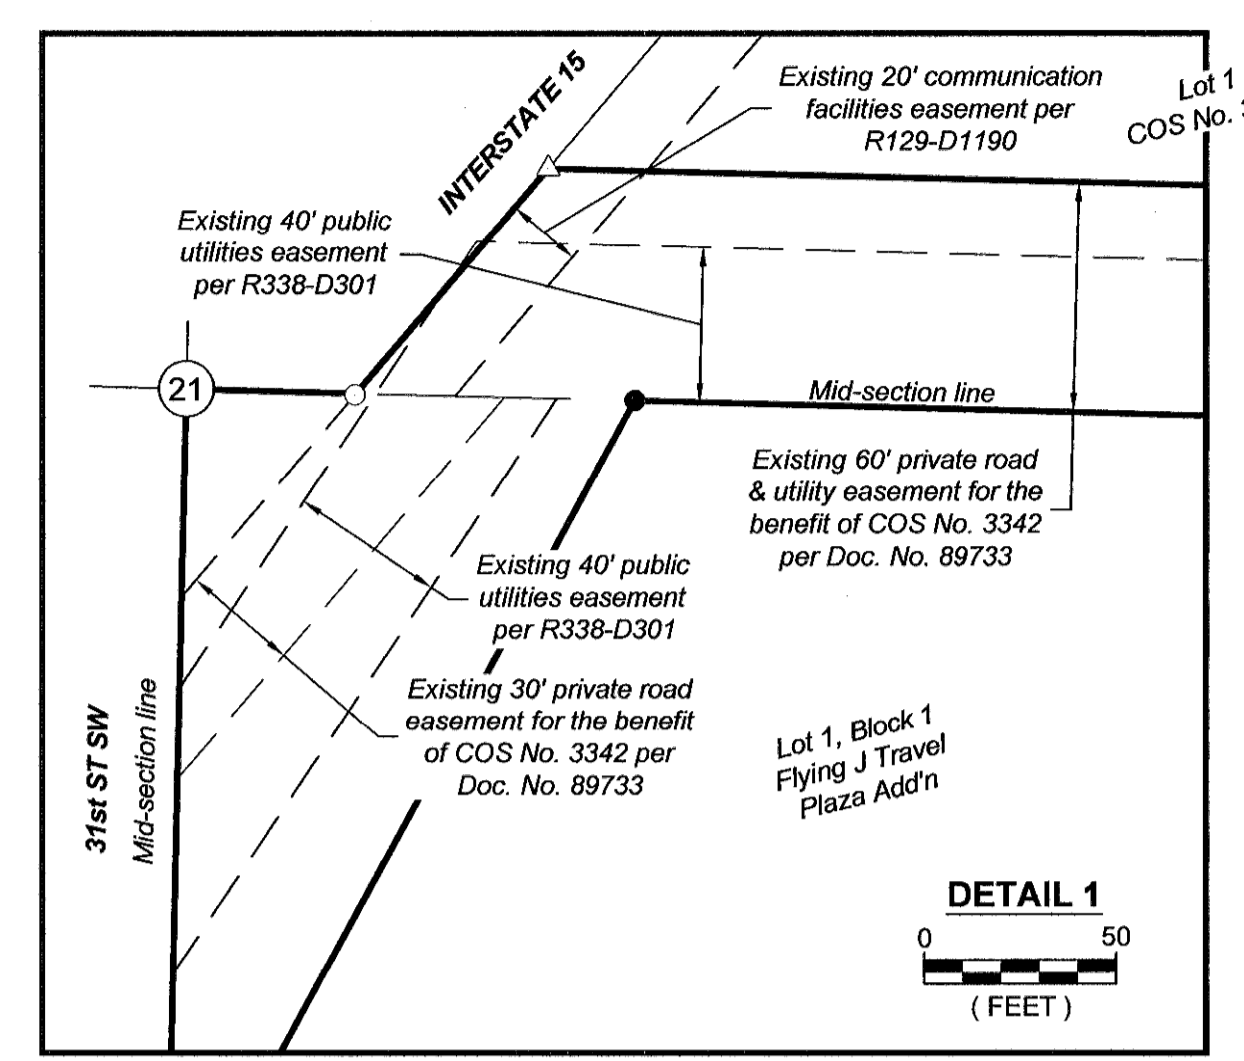 INTERSTATE 15
Existing 20' communication
facilities easement per
R129-D1190
Lot 1
COS No.
Existing 40' public
utilities easement
per R338-D301
21
Mid-section line
Existing 60' private road
& utility easement for the
benefit of COS No. 3342
per Doc. No. 89733
Existing 40' public
utilities easement
per R338-D301
Existing 30' private road
easement for the benefit
of COS No. 3342 per
Doc. No. 89733
31st ST SW
Mid-section line
Lot 1, Block 1
Flying J Travel
Plaza Add'n
DETAIL 1
0 50
( FEET )